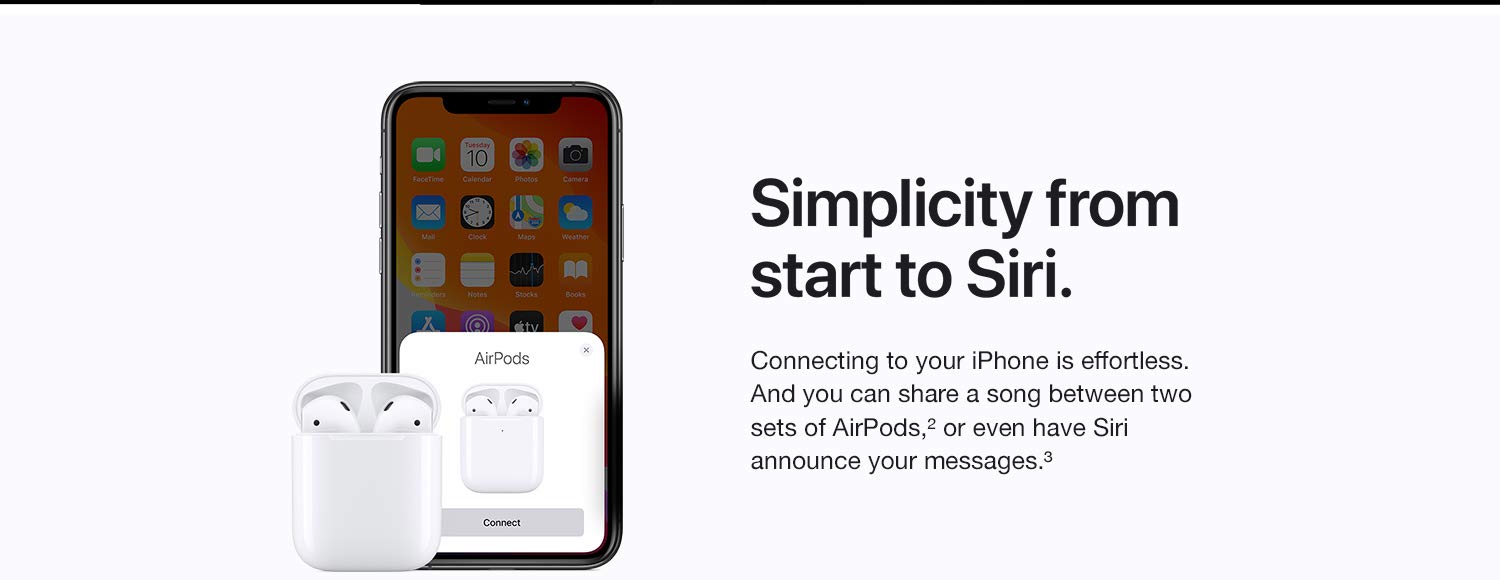 Tuesday
10
FaceTime Calendar Photos Camera
Mail Clock Maps Weather
Reminders Notes Stocks Books
tv
AirPods
Connect
Simplicity from
start to Siri.
Connecting to your iPhone is effortless.
And you can share a song between two
sets of AirPods,² or even have Siri
announce your messages.³